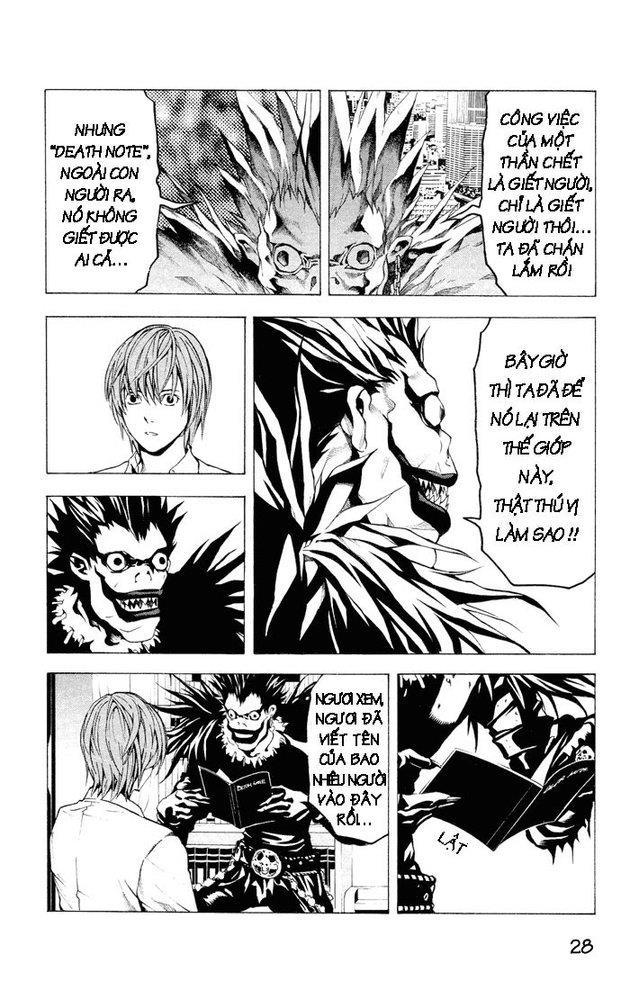 CÔNG VIỆC
CỦA MỘT
THẦN CHẾT
LÀ GIẾT NGƯỜI,
CHỈ LÀ GIẾT
NGƯỜI THÔI...
TA ĐÃ CHÁN
LẮM RỒI
NHƯNG
"DEATH NOTE",
NGOÀI CON
NGƯỜI RA,
NÓ KHÔNG
GIẾT ĐƯỢC
AI CẢ...
BÂY GIỜ
THÌ TA ĐÃ ĐỂ
NÓ LẠI TRÊN
THẾ GIỚP
NÀY,
THẬT THÚ VỊ
LÀM SAO !!
LẬT
NGƯƠI XEM,
NGƯƠI ĐÃ
VIẾT TÊN
CỦA BAO
NHIÊU NGƯỜI
VÀO ĐÂY
RỒI...
DEATH NOTE
28